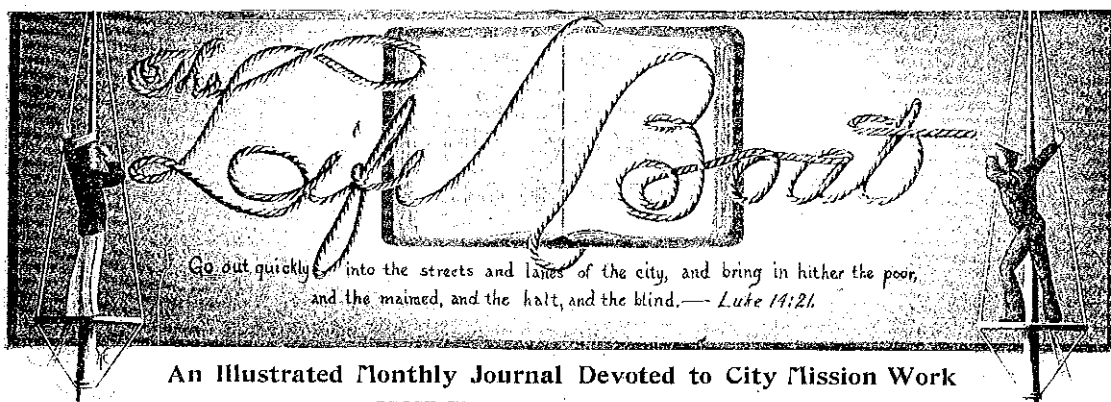 The
Life Boat
Go out quickly into the streets and lanes of the city, and bring in hither the poor,
and the maimed, and the halt, and the blind.— Luke 14:21.
An Illustrated Monthly Journal Devoted to City Mission Work